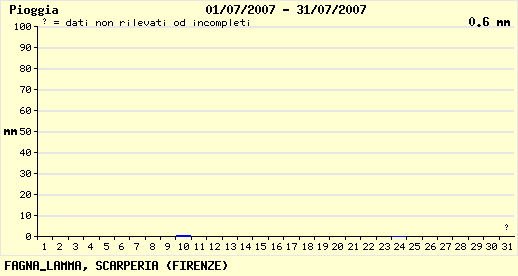 Pioggia 01/07/2007 - 31/07/2007
? = dati non rilevati od incompleti 0.6 mm
100
90
80
70
60
mm 50
40
30
20
10
0 ?
1 2 3 4 5 6 7 8 9 10 11 12 13 14 15 16 17 18 19 20 21 22 23 24 25 26 27 28 29 30 31
FAGNA_LAMMA, SCARPERIA (FIRENZE)